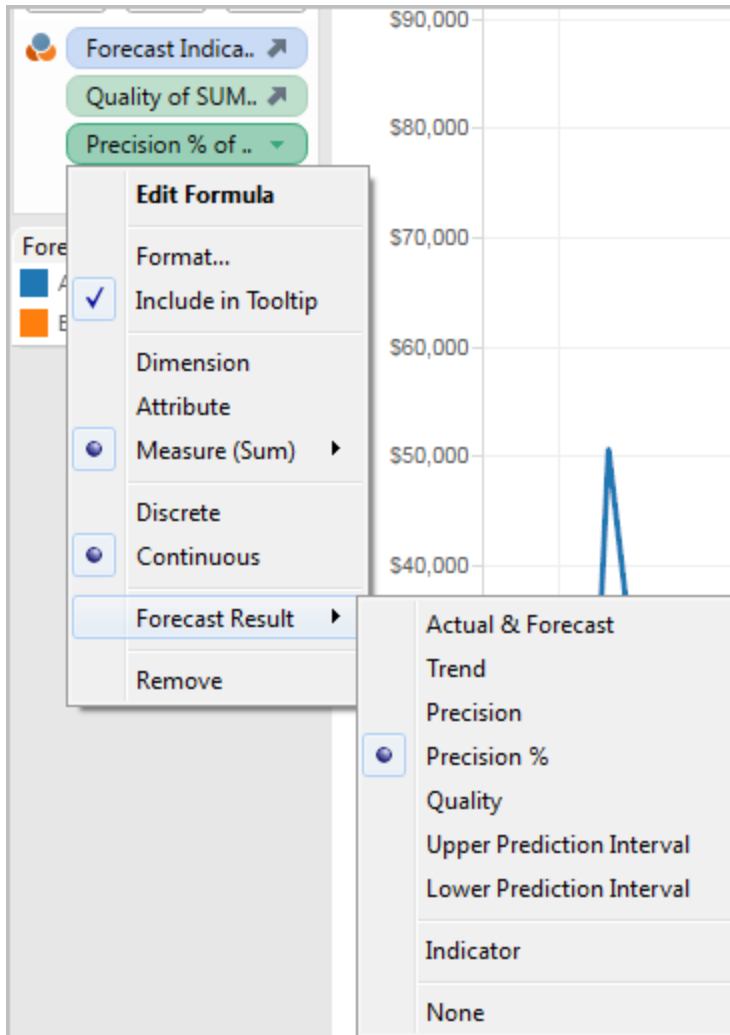 Forecast Indica..
Quality of SUM..
Precision % of ..
Edit Formula
Format...
Include in Tooltip
Dimension
Attribute
Measure (Sum)
Discrete
Continuous
Forecast Result
Remove
Actual & Forecast
Trend
Precision
Precision %
Quality
Upper Prediction Interval
Lower Prediction Interval
Indicator
None
Fore
$90,000
$80,000
$70,000
$60,000
$50,000
$40,000